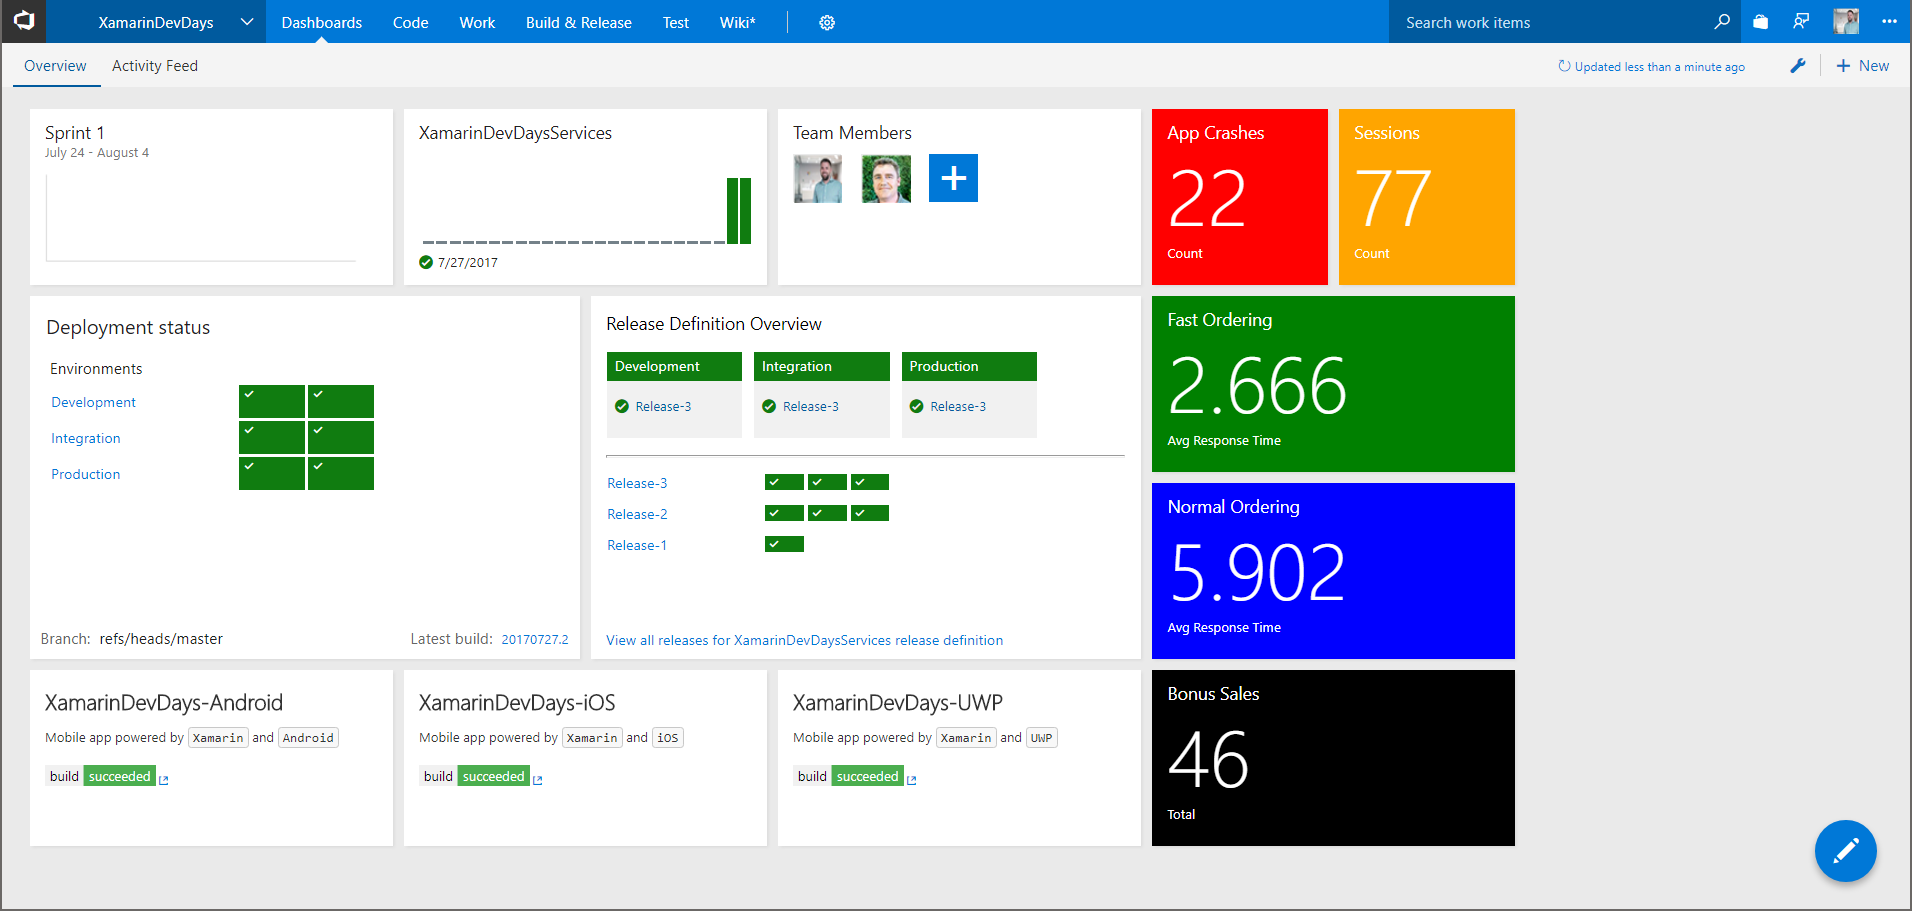 XamarinDevDays
Dashboards Code Work Build & Release Test Wiki*
Search work items
Overview Activity Feed
Updated less than a minute ago
New
Sprint 1
July 24 - August 4
XamarinDevDaysServices
7/27/2017
Team Members
App Crashes
22
Count
Sessions
77
Count
Deployment status
Environments
Development
Integration
Production
Branch: refs/heads/master
Latest build: 20170727.2
Release Definition Overview
Development Integration Production
Release-3 Release-3 Release-3
Release-3
Release-2
Release-1
View all releases for XamarinDevDaysServices release definition
Fast Ordering
2.666
Avg Response Time
Normal Ordering
5.902
Avg Response Time
XamarinDevDays-Android
Mobile app powered by Xamarin and Android
build succeeded
XamarinDevDays-iOS
Mobile app powered by Xamarin and iOS
build succeeded
XamarinDevDays-UWP
Mobile app powered by Xamarin and UWP
build succeeded
Bonus Sales
46
Total